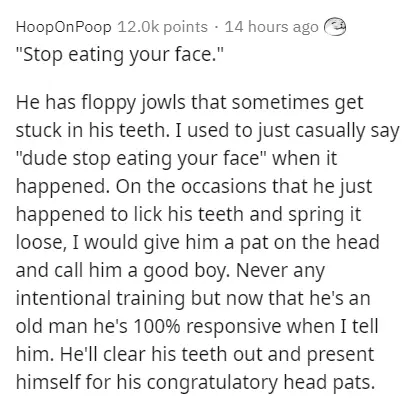 HoopOnPoop 12.0k points · 14 hours ago
"Stop eating your face."
He has floppy jowls that sometimes get
stuck in his teeth. I used to just casually say
"dude stop eating your face" when it
happened. On the occasions that he just
happened to lick his teeth and spring it
loose, I would give him a pat on the head
and call him a good boy. Never any
intentional training but now that he's an
old man he's 100% responsive when I tell
him. He'll clear his teeth out and present
himself for his congratulatory head pats.